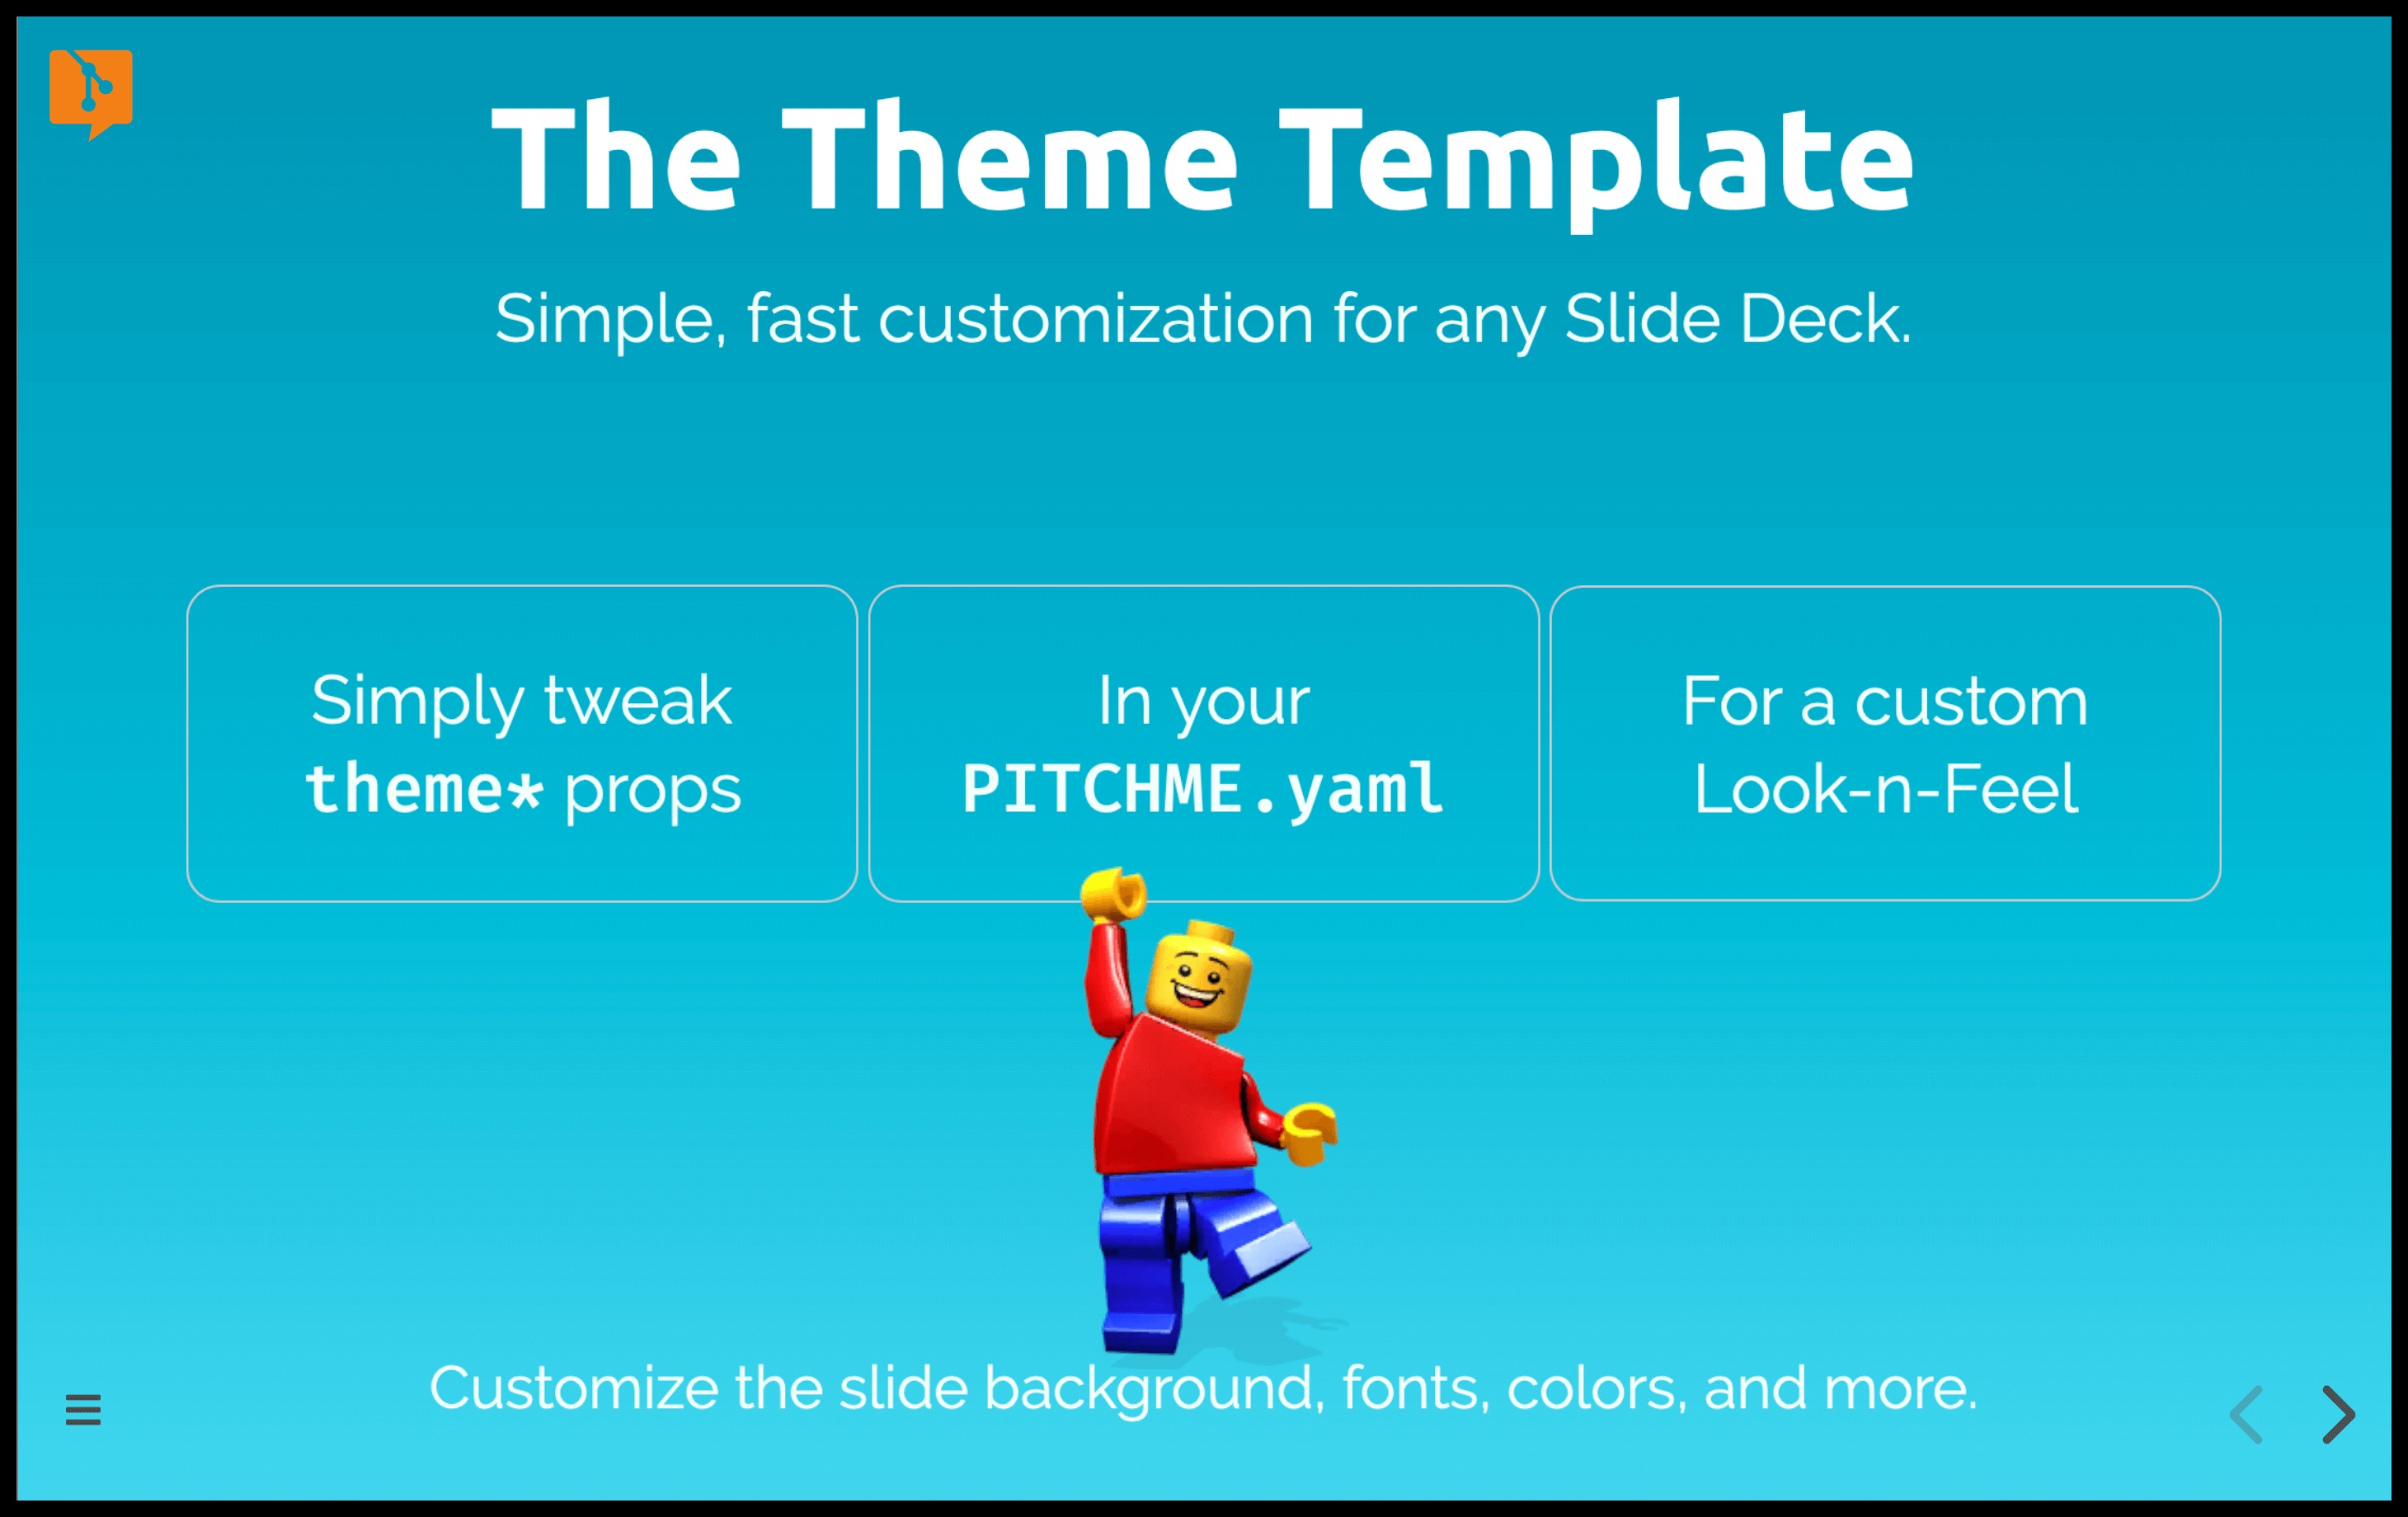 The Theme Template
Simple, fast customization for any Slide Deck.
Simply tweak
theme* props
In your
PITCHME.yaml
For a custom
Look-n-Feel
Customize the slide background, fonts, colors, and more.